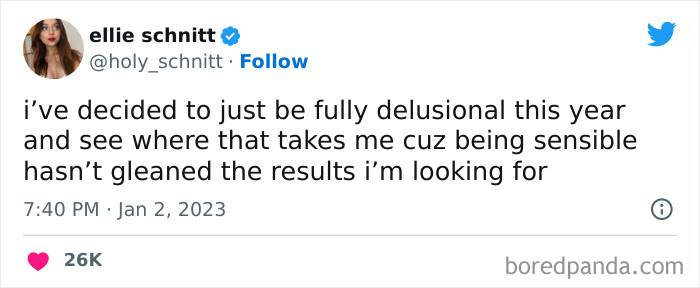 ellie schnitt
@holy_schnitt · Follow
i’ve decided to just be fully delusional this year
and see where that takes me cuz being sensible
hasn’t gleaned the results i’m looking for
7:40 PM · Jan 2, 2023
26K
boredpanda.com